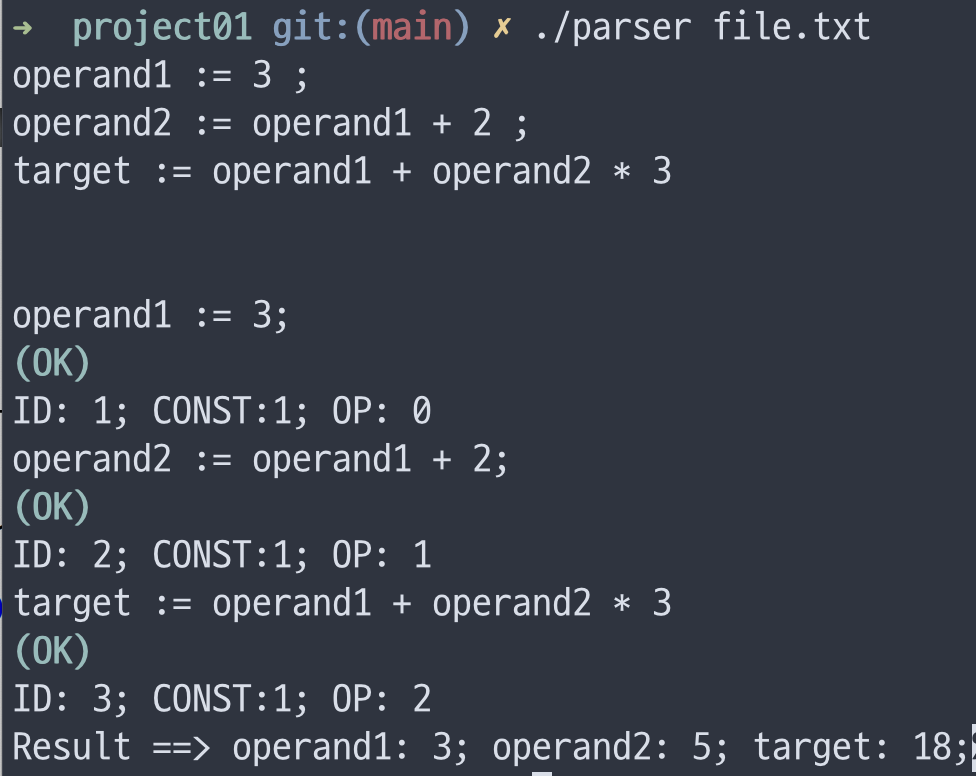 ➜ project01 git:(main) ✗ ./parser file.txt
operand1 := 3 ;
operand2 := operand1 + 2 ;
target := operand1 + operand2 * 3
operand1 := 3;
(OK)
ID: 1; CONST:1; OP: 0
operand2 := operand1 + 2;
(OK)
ID: 2; CONST:1; OP: 1
target := operand1 + operand2 * 3
(OK)
ID: 3; CONST:1; OP: 2
Result ==> operand1: 3; operand2: 5; target: 18;